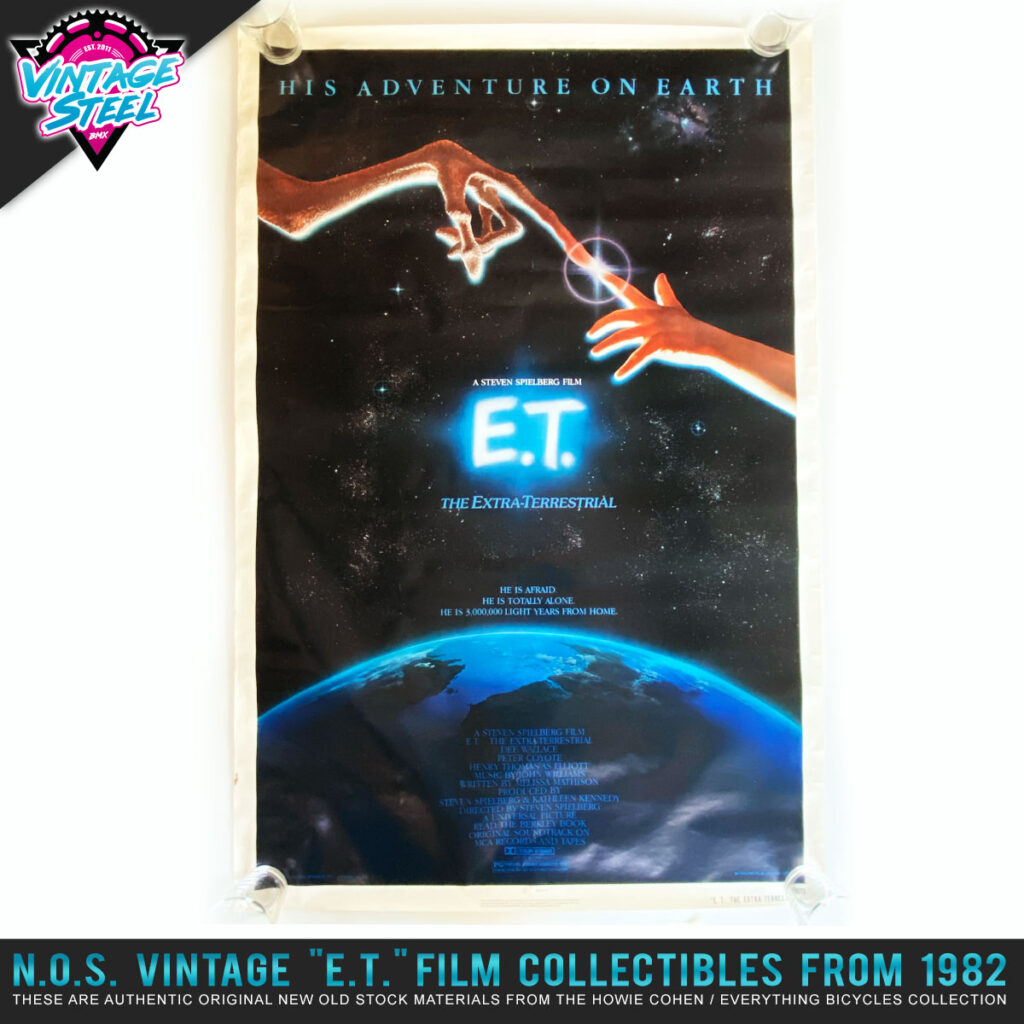 EST. 2011
VINTAGE
STEEL
BMX
HIS ADVENTURE ON EARTH
A STEVEN SPIELBERG FILM
E.T.
THE EXTRA-TERRESTRIAL
HE IS AFRAID.
HE IS TOTALLY ALONE.
HE IS 3,000,000 LIGHT YEARS FROM HOME.
A STEVEN SPIELBERG FILM
E.T. THE EXTRA-TERRESTRIAL
DEE WALLACE
PETER COYOTE
HENRY THOMAS AS ELLIOTT
MUSIC BY JOHN WILLIAMS
WRITTEN BY MELISSA MATHISON
PRODUCED BY
STEVEN SPIELBERG & KATHLEEN KENNEDY
DIRECTED BY STEVEN SPIELBERG
A UNIVERSAL PICTURE
READ THE BERKLEY BOOK
ORIGINAL SOUNDTRACK ON
MCA RECORDS AND TAPES
"E.T." THE EXTRA
N.O.S. VINTAGE "E.T." FILM COLLECTIBLES FROM 1982
THESE ARE AUTHENTIC ORIGINAL NEW OLD STOCK MATERIALS FROM THE HOWIE COHEN / EVERYTHING BICYCLES COLLECTION